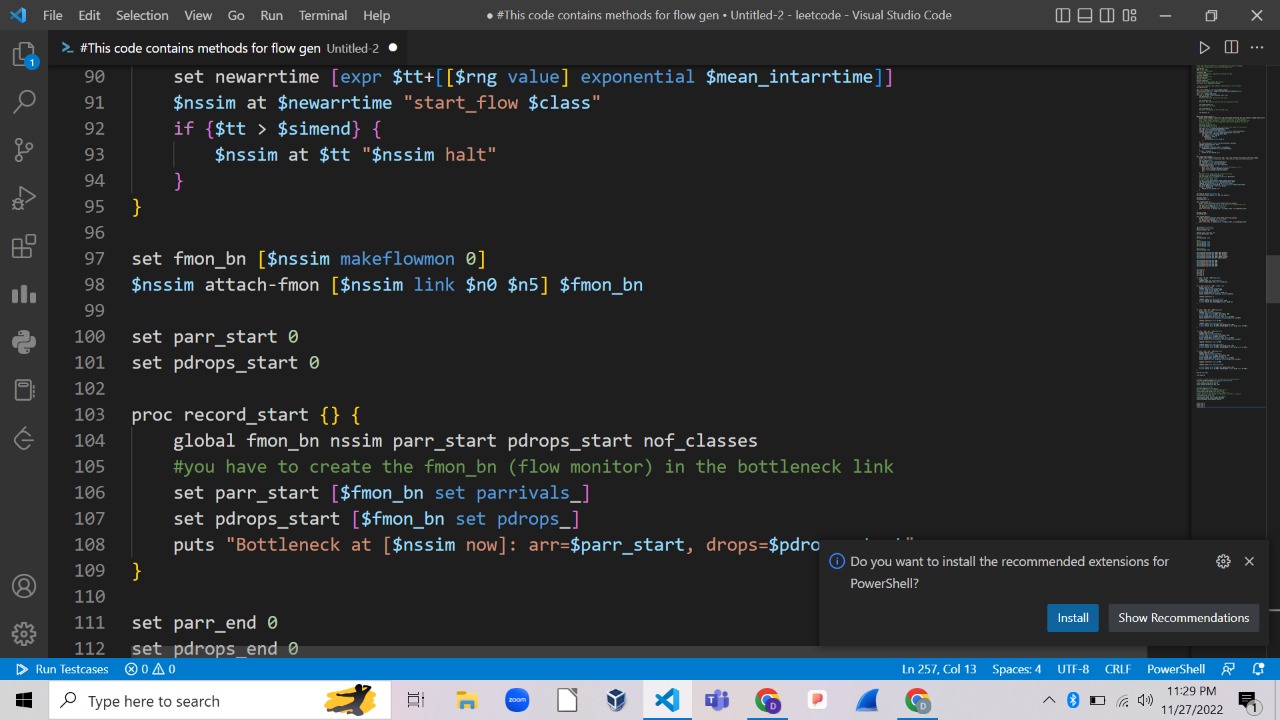 File Edit Selection View Go Run Terminal Help
● #This code contains methods for flow gen • Untitled-2 - leetcode - Visual Studio Code
#This code contains methods for flow gen Untitled-2 ●
90 set newarrtime [expr $tt+[[$rng value] exponential $mean_intarrtime]]
91 $nssim at $newarrtime "start_flow $class"
92 if {$tt > $simend} {
93 $nssim at $tt "$nssim halt"
94 }
95 }
96
97 set fmon_bn [$nssim makeflowmon 0]
98 $nssim attach-fmon [$nssim link $n0 $n5] $fmon_bn
99
100 set parr_start 0
101 set pdrops_start 0
102
103 proc record_start {} {
104 global fmon_bn nssim parr_start pdrops_start nof_classes
105 #you have to create the fmon_bn (flow monitor) in the bottleneck link
106 set parr_start [$fmon_bn set parrivals_]
107 set pdrops_start [$fmon_bn set pdrops_]
108 puts "Bottleneck at [$nssim now]: arr=$parr_start, drops=$pdro
109 }
110
111 set parr_end 0
112 set pdrops_end 0
1
Do you want to install the recommended extensions for
PowerShell?
Install Show Recommendations
Run Testcases 0 0 Ln 257, Col 13 Spaces: 4 UTF-8 CRLF PowerShell
Type here to search
zoom
11:29 PM
11/27/2022
1